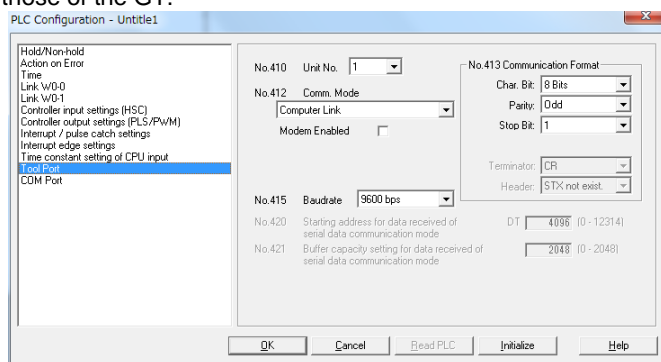 those of the GT.
PLC Configuration - Untitle1
Hold/Non-hold
Action on Error
Time
Link W0-0
Link W0-1
Controller input settings (HSC)
Controller output settings (PLS/PWM)
Interrupt / pulse catch settings
Interrupt edge settings
Time constant setting of CPU input
Tool Port
COM Port
No.410 Unit No. 1
No.412 Comm. Mode
Computer Link
Modem Enabled
No.413 Communication Format
Char. Bit: 8 Bits
Parity: Odd
Stop Bit: 1
Terminator: CR
Header: STX not exist.
No.415 Baudrate 9600 bps
No.420 Starting address for data received of
serial data communication mode
DT 4096 (0 - 12314)
No.421 Buffer capacity setting for data received of
serial data communication mode
2048 (0 - 2048)
OK Cancel Read PLC Initialize Help